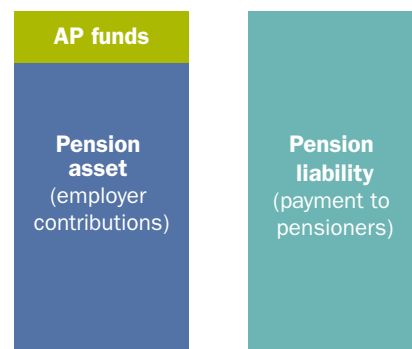 AP funds
Pension
asset
(employer
contributions)
Pension
liability
(payment to
pensioners)